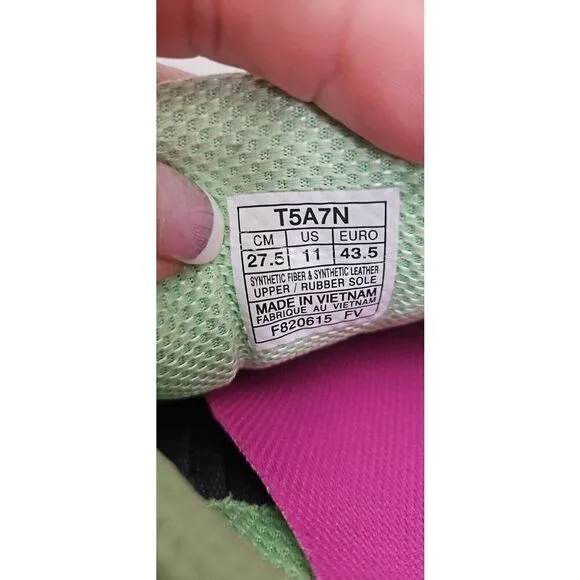 T5A7N
CM US EURO
27.5 11 43.5
SYNTHETIC FIBER & SYNTHETIC LEATHER
UPPER / RUBBER SOLE
MADE IN VIETNAM
FABRIQUE AU VIETNAM
F820615 FV